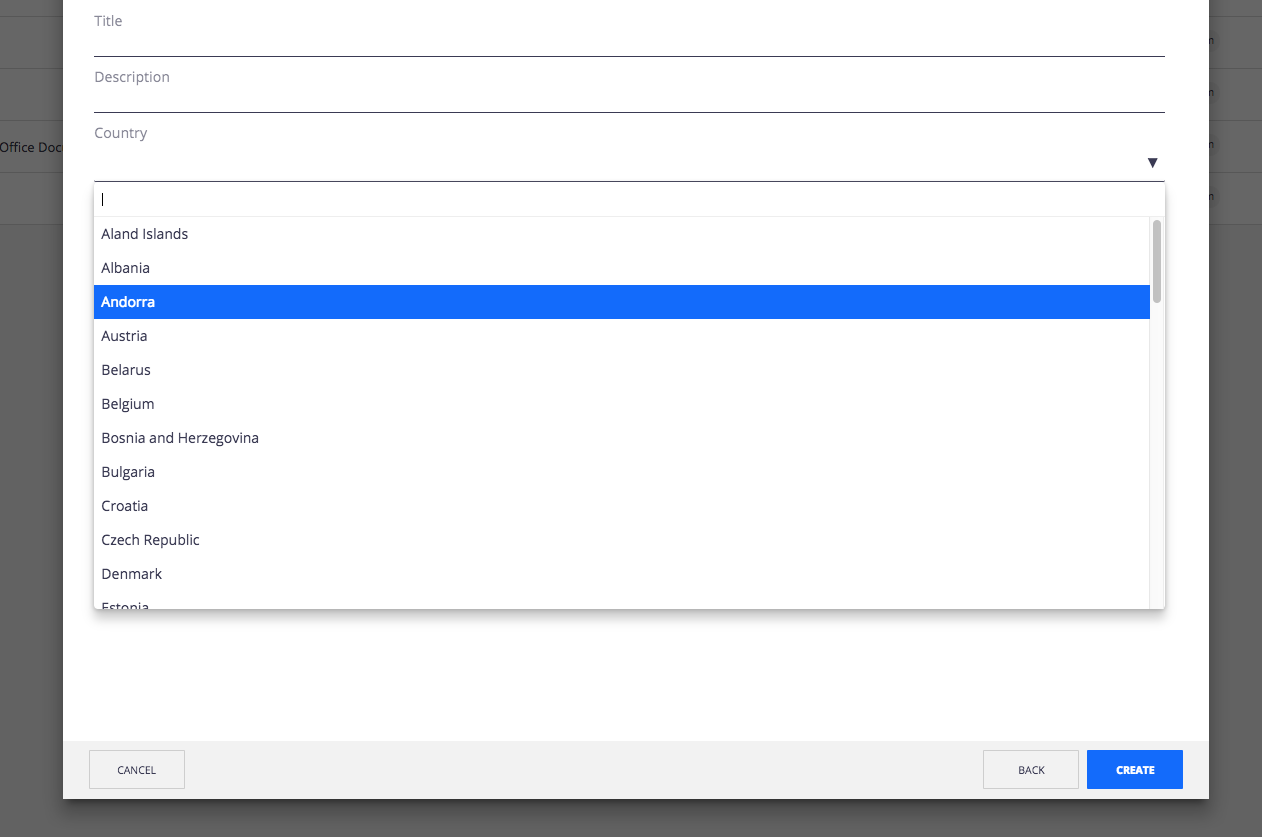 Title
Description
Country
▼
Office Doc
Aland Islands
Albania
Andorra
Austria
Belarus
Belgium
Bosnia and Herzegovina
Bulgaria
Croatia
Czech Republic
Denmark
Estonia
CANCEL
BACK
CREATE